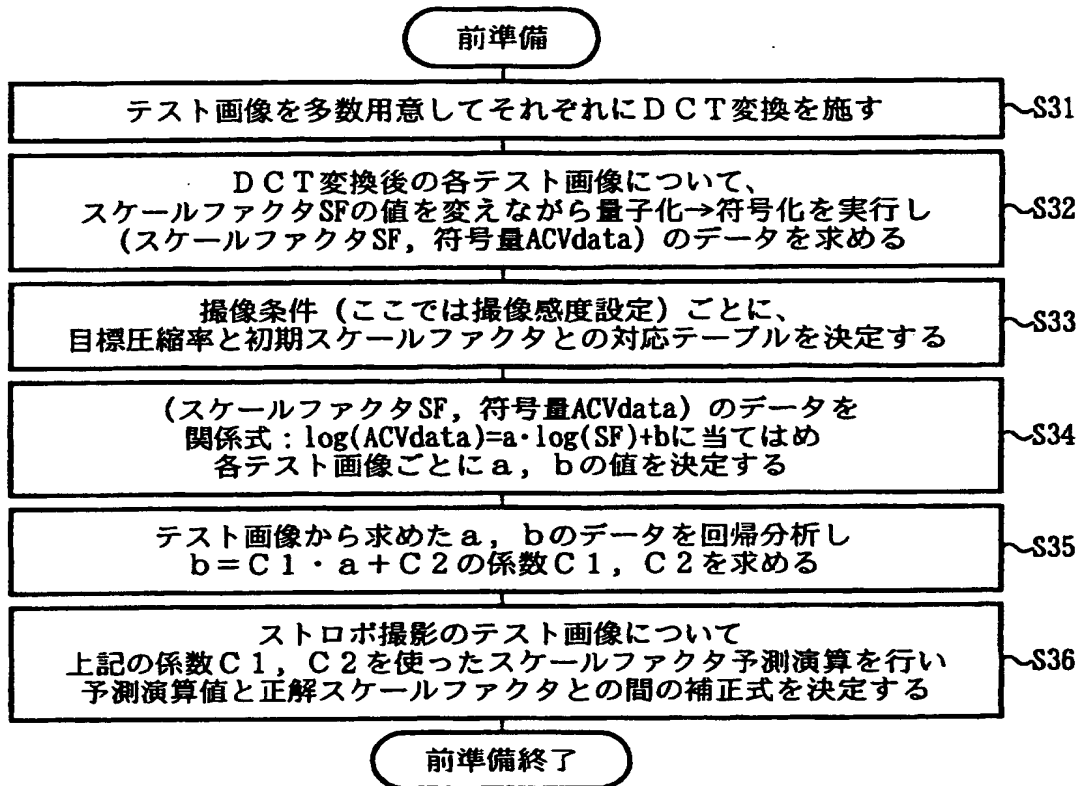 前準備
テスト画像を多数用意してそれぞれにＤＣＴ変換を施す
～S31
ＤＣＴ変換後の各テスト画像について、
スケールファクタSFの値を変えながら量子化→符号化を実行し
(スケールファクタSF, 符号量ACVdata) のデータを求める
～S32
撮像条件 (ここでは撮像感度設定) ごとに、
目標圧縮率と初期スケールファクタとの対応テーブルを決定する
～S33
(スケールファクタSF, 符号量ACVdata) のデータを
関係式：log(ACVdata)=a・log(SF)+bに当てはめ
各テスト画像ごとにａ, ｂの値を決定する
～S34
テスト画像から求めたａ, ｂのデータを回帰分析し
ｂ＝Ｃ１・ａ＋Ｃ２の係数Ｃ１, Ｃ２を求める
～S35
ストロボ撮影のテスト画像について
上記の係数Ｃ１, Ｃ２を使ったスケールファクタ予測演算を行い
予測演算値と正解スケールファクタとの間の補正式を決定する
～S36
前準備終了